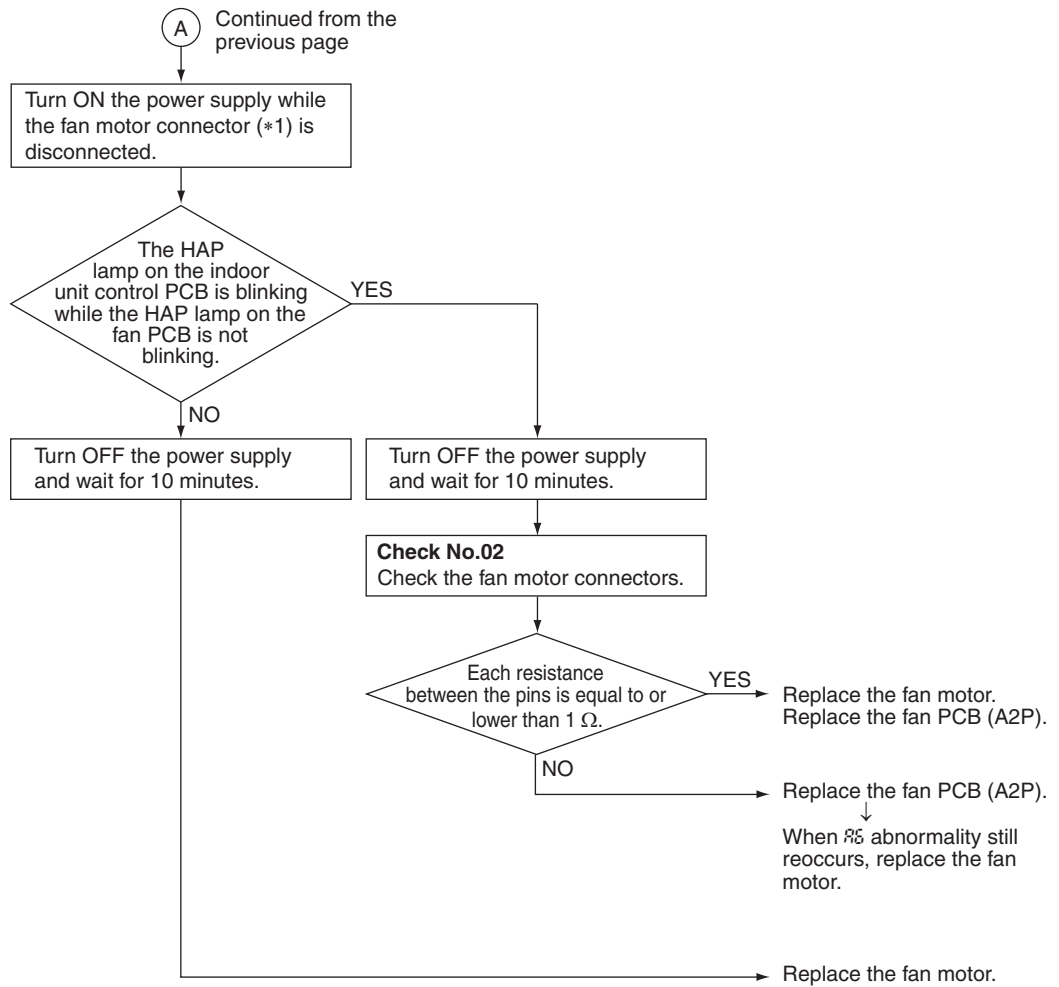 A
Continued from the
previous page
Turn ON the power supply while
the fan motor connector (∗1) is
disconnected.
The HAP
lamp on the indoor
unit control PCB is blinking
while the HAP lamp on the
fan PCB is not
blinking.
YES
NO
Turn OFF the power supply
and wait for 10 minutes.
Turn OFF the power supply
and wait for 10 minutes.
Check No.02
Check the fan motor connectors.
Each resistance
between the pins is equal to or
lower than 1 Ω.
YES
Replace the fan motor.
Replace the fan PCB (A2P).
NO
Replace the fan PCB (A2P).
When A6 abnormality still
reoccurs, replace the fan
motor.
Replace the fan motor.